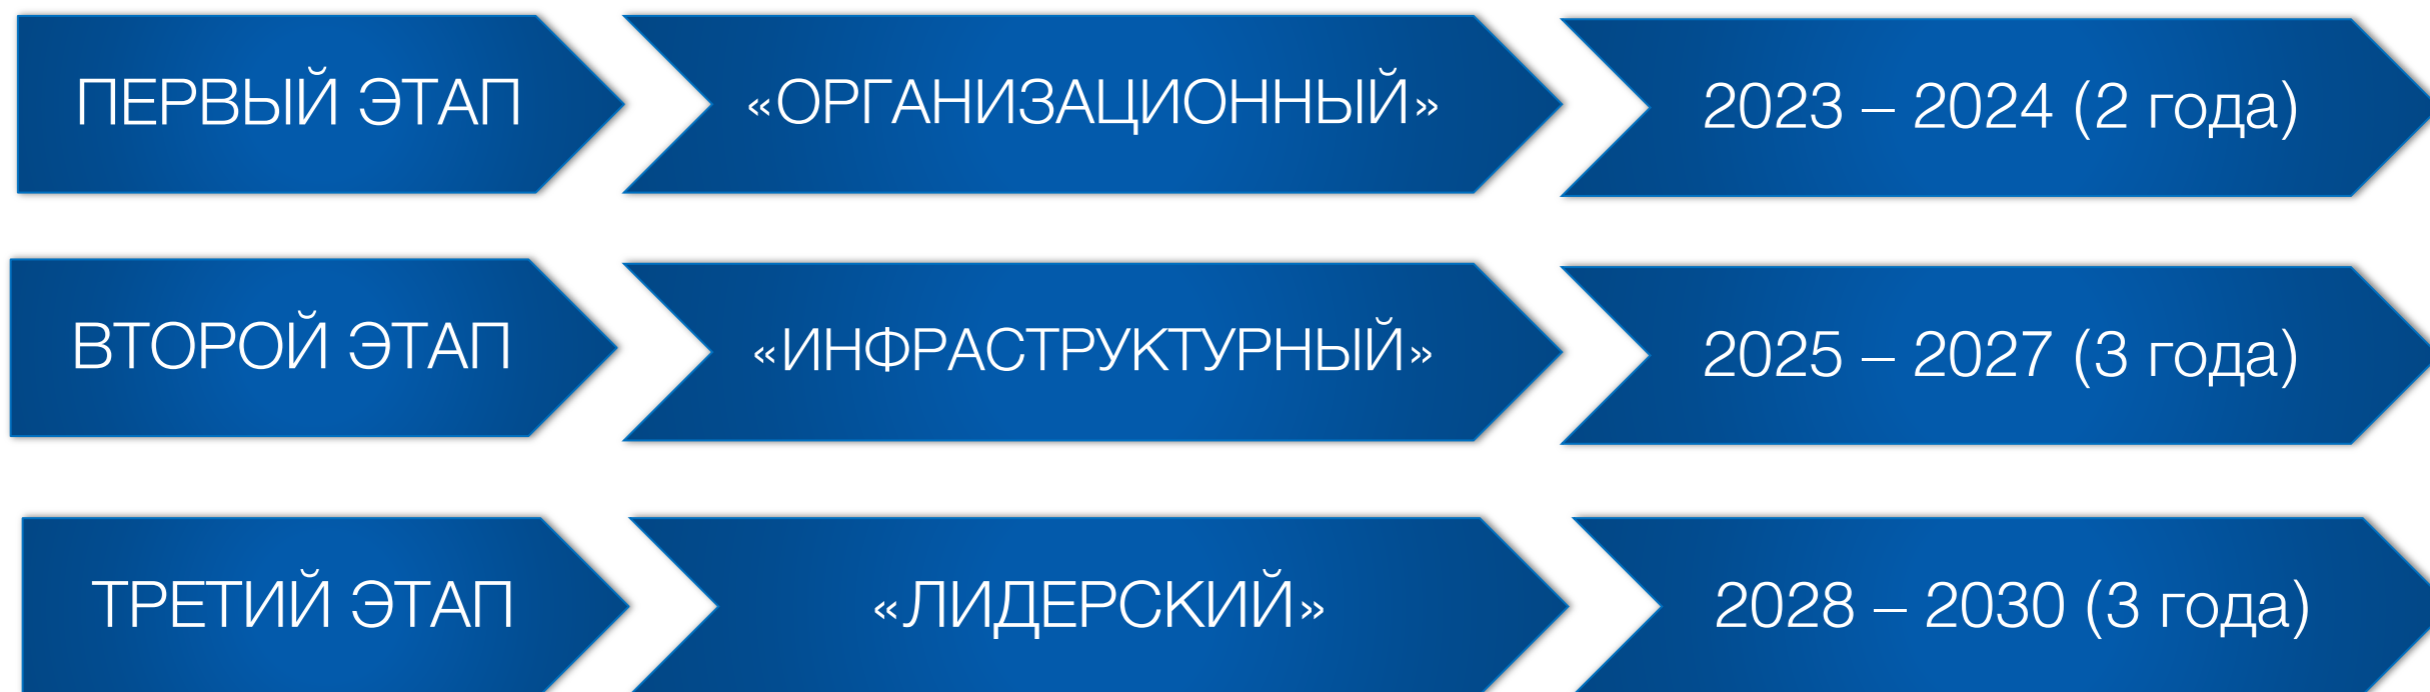 ПЕРВЫЙ ЭТАП
«ОРГАНИЗАЦИОННЫЙ»
2023 – 2024 (2 года)
ВТОРОЙ ЭТАП
«ИНФРАСТРУКТУРНЫЙ»
2025 – 2027 (3 года)
ТРЕТИЙ ЭТАП
«ЛИДЕРСКИЙ»
2028 – 2030 (3 года)